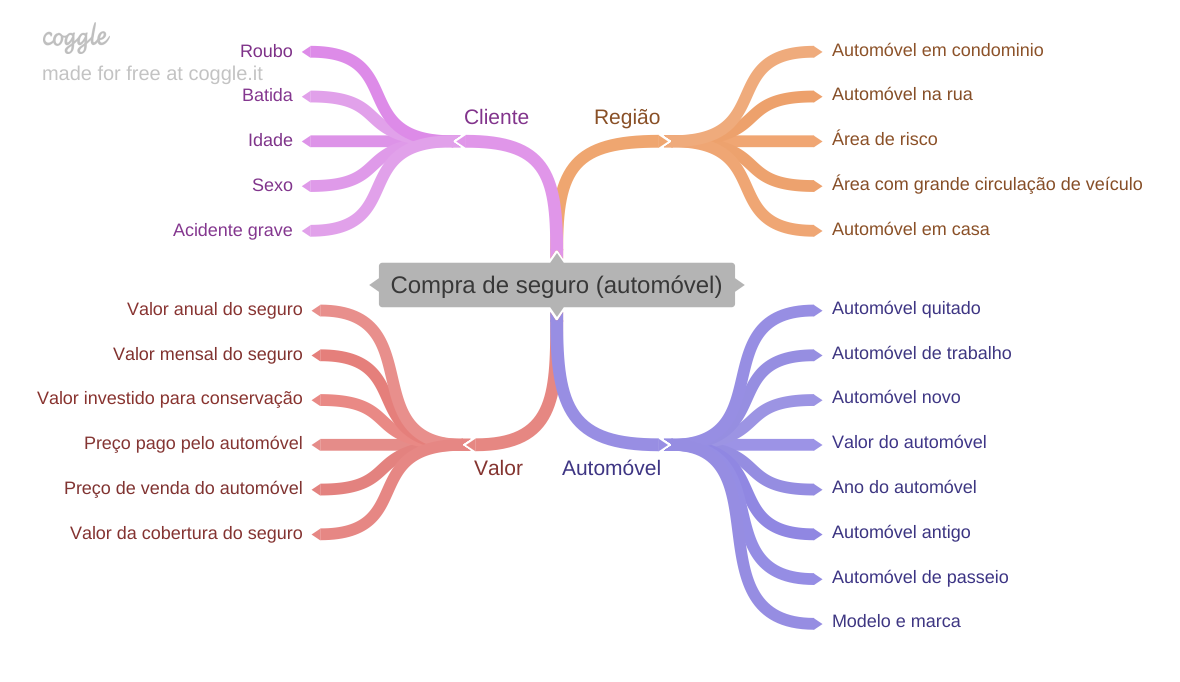 coggle
made for free at coggle.it
Cliente
Roubo
Batida
Idade
Sexo
Acidente grave
Região
Automóvel em condominio
Automóvel na rua
Área de risco
Área com grande circulação de veículo
Automóvel em casa
Compra de seguro (automóvel)
Valor anual do seguro
Valor mensal do seguro
Valor investido para conservação
Preço pago pelo automóvel
Preço de venda do automóvel
Valor da cobertura do seguro
Valor
Automóvel
Automóvel quitado
Automóvel de trabalho
Automóvel novo
Valor do automóvel
Ano do automóvel
Automóvel antigo
Automóvel de passeio
Modelo e marca